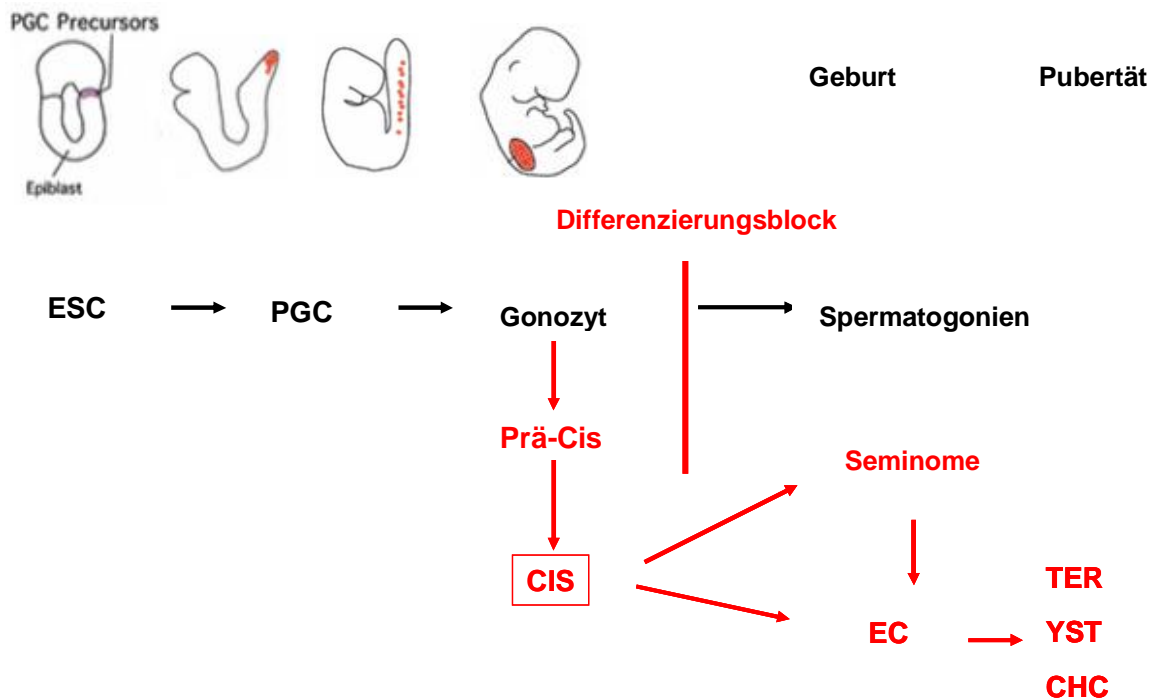 PGC Precursors
Epiblast
Geburt
Pubertät
Differenzierungsblock
ESC
PGC
Gonozyt
Spermatogonien
Prä-Cis
Seminome
CIS
EC
TER
YST
CHC